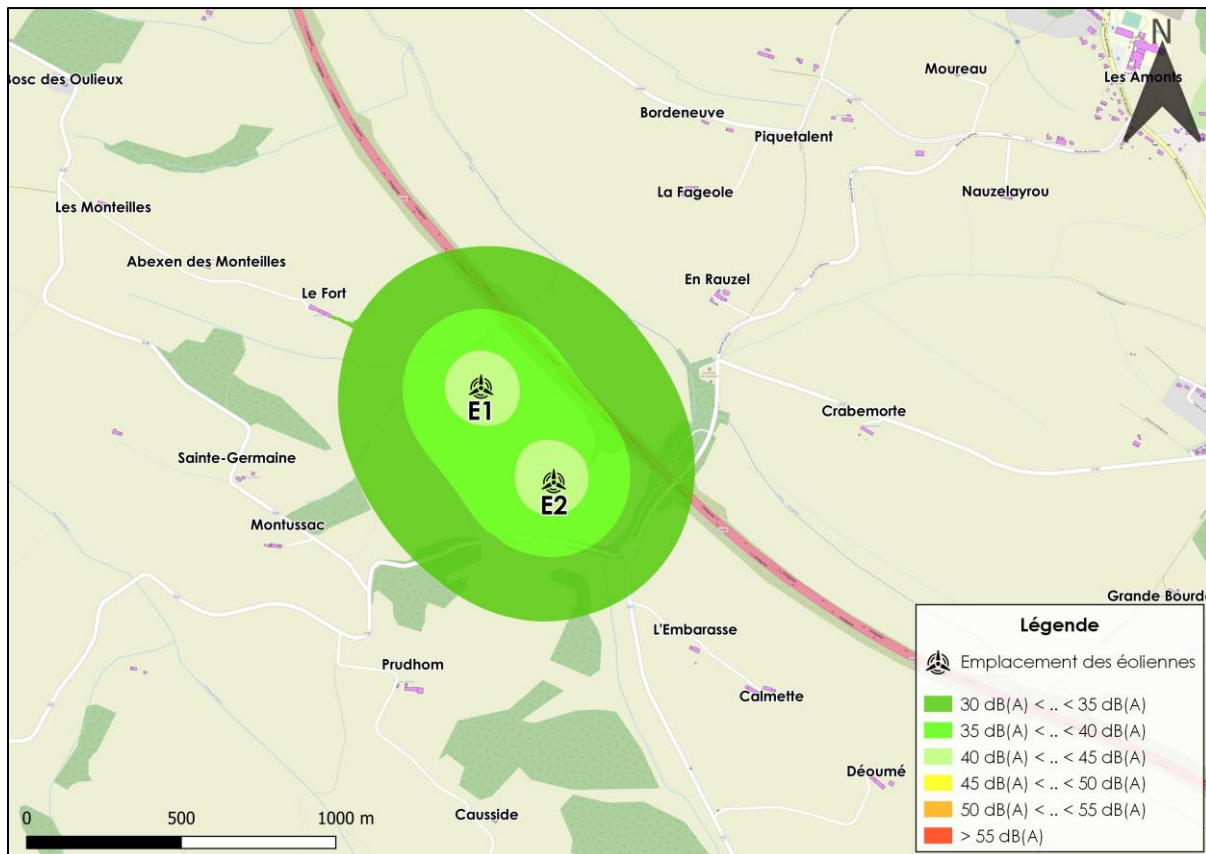 N
Bosc des Oulieux
Moureau
Les Amonts
Bordeneuve
Piquetalent
La Fageole
Nauzelayrou
Les Monteilles
Abexen des Monteilles
Le Fort
En Rauzel
E1
Crabemorte
Sainte-Germaine
E2
Montussac
Grande Bourde
L'Embarasse
Prudhom
Calmette
Déoumé
Causside
0
500
1000 m
Légende
Emplacement des éoliennes
30 dB(A) < .. < 35 dB(A)
35 dB(A) < .. < 40 dB(A)
40 dB(A) < .. < 45 dB(A)
45 dB(A) < .. < 50 dB(A)
50 dB(A) < .. < 55 dB(A)
> 55 dB(A)